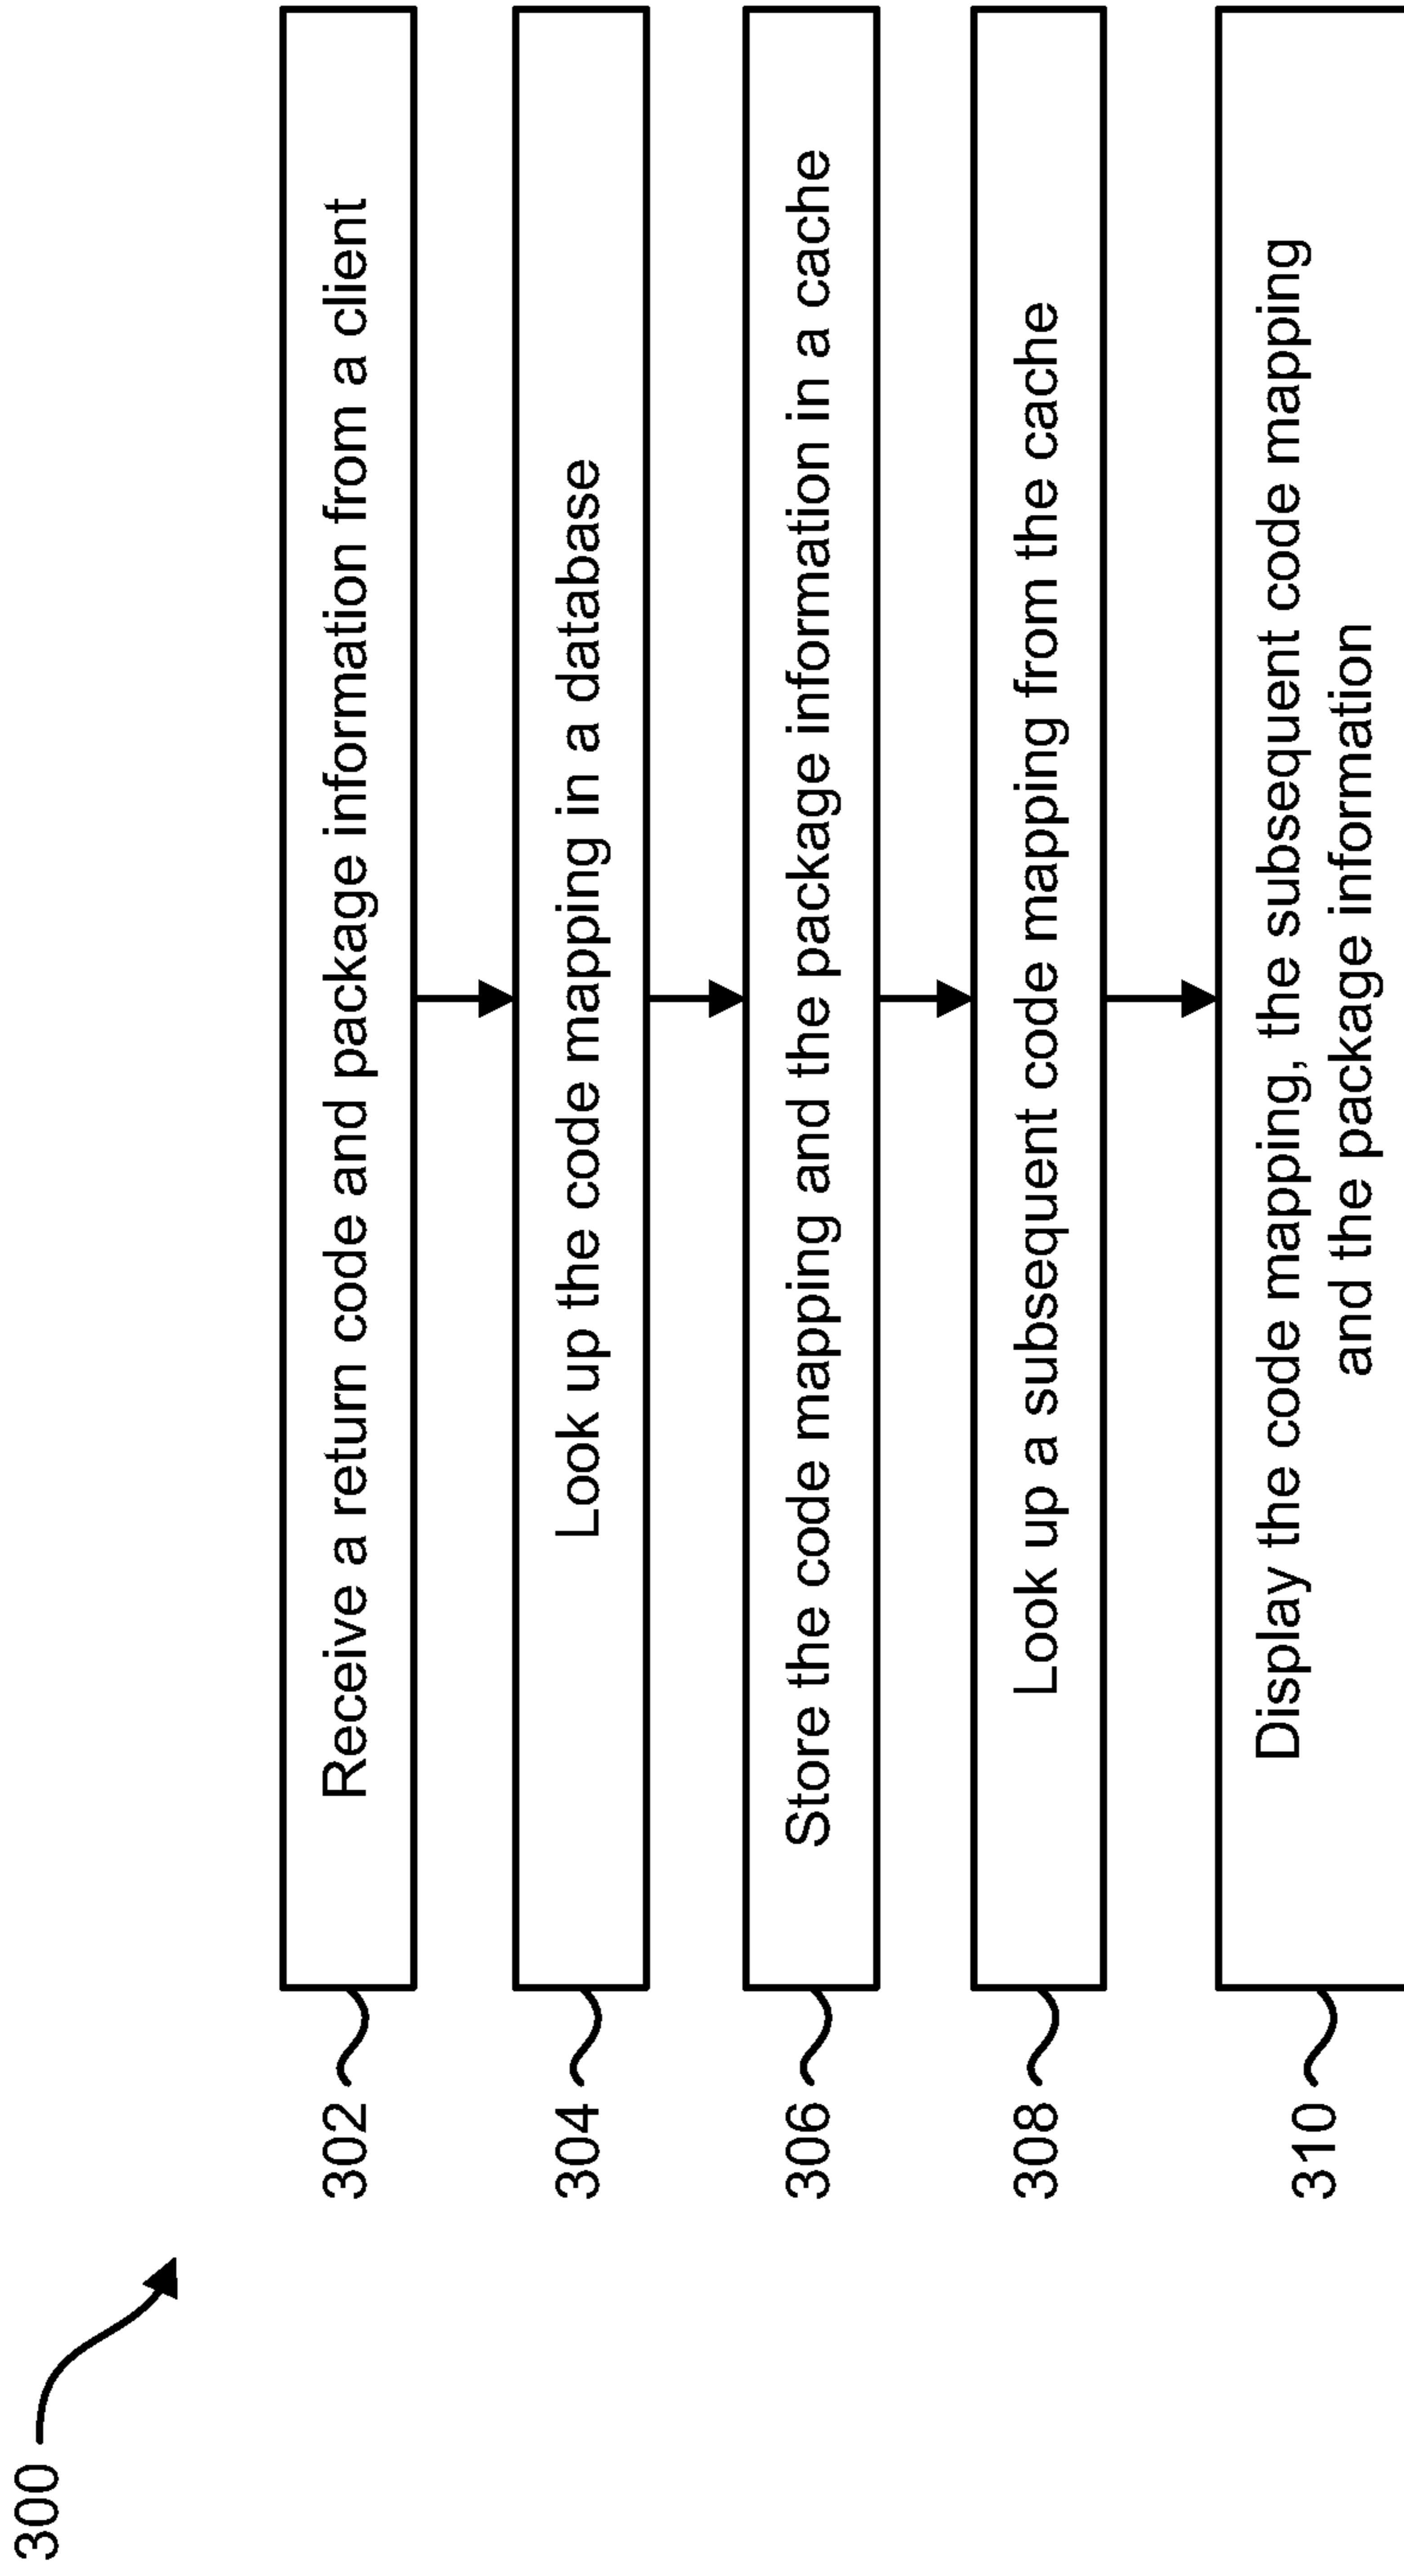 300
302
Receive a return code and package information from a client
304
Look up the code mapping in a database
306
Store the code mapping and the package information in a cache
308
Look up a subsequent code mapping from the cache
310
Display the code mapping, the subsequent code mapping
and the package information